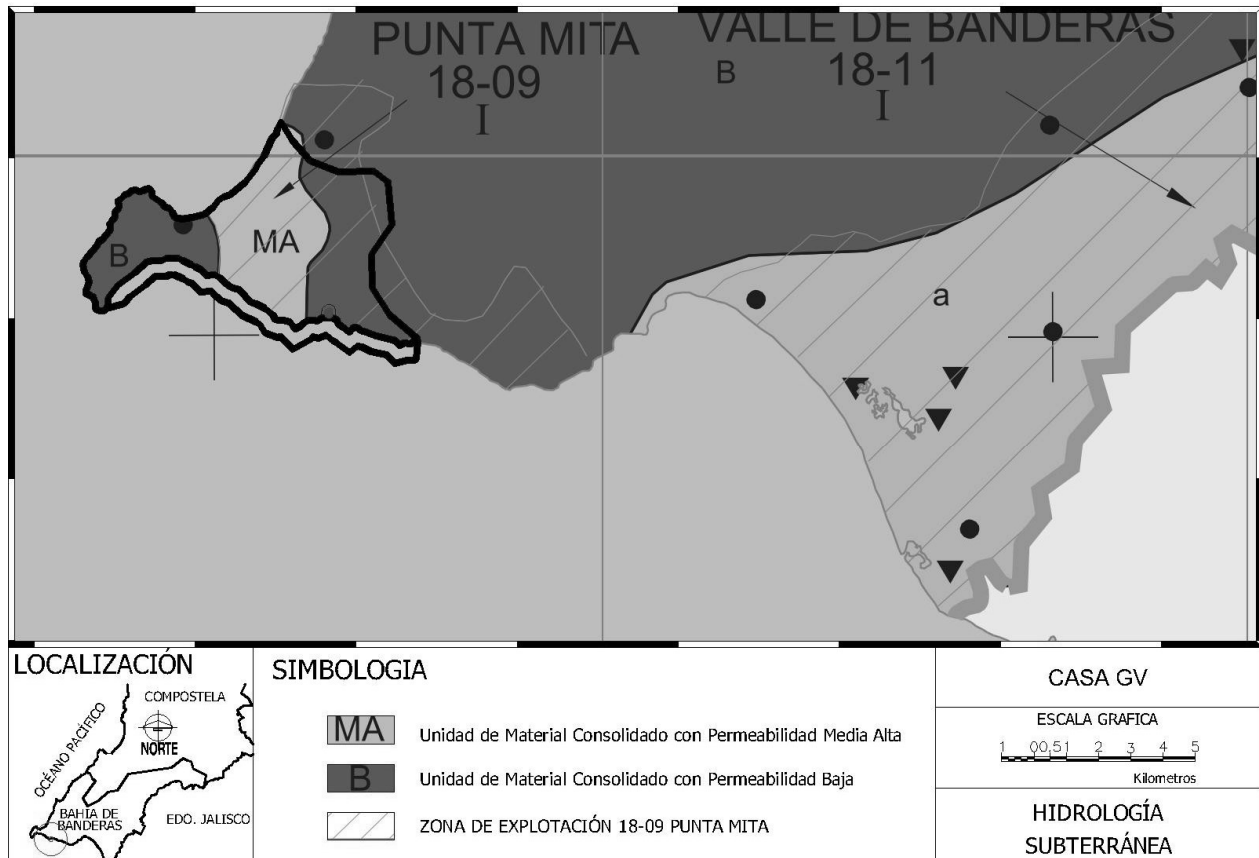 PUNTA MITA
18-09
I
VALLE DE BANDERAS
B
18-11
I
MA
B
a
LOCALIZACIÓN
COMPOSTELA
OCÉANO PACÍFICO
NORTE
BAHIA DE
BANDERAS
EDO. JALISCO
SIMBOLOGIA
MA Unidad de Material Consolidado con Permeabilidad Media Alta
B Unidad de Material Consolidado con Permeabilidad Baja
ZONA DE EXPLOTACIÓN 18-09 PUNTA MITA
CASA GV
ESCALA GRAFICA
1 0 0,5 1 2 3 4 5
Kilometros
HIDROLOGÍA
SUBTERRÁNEA